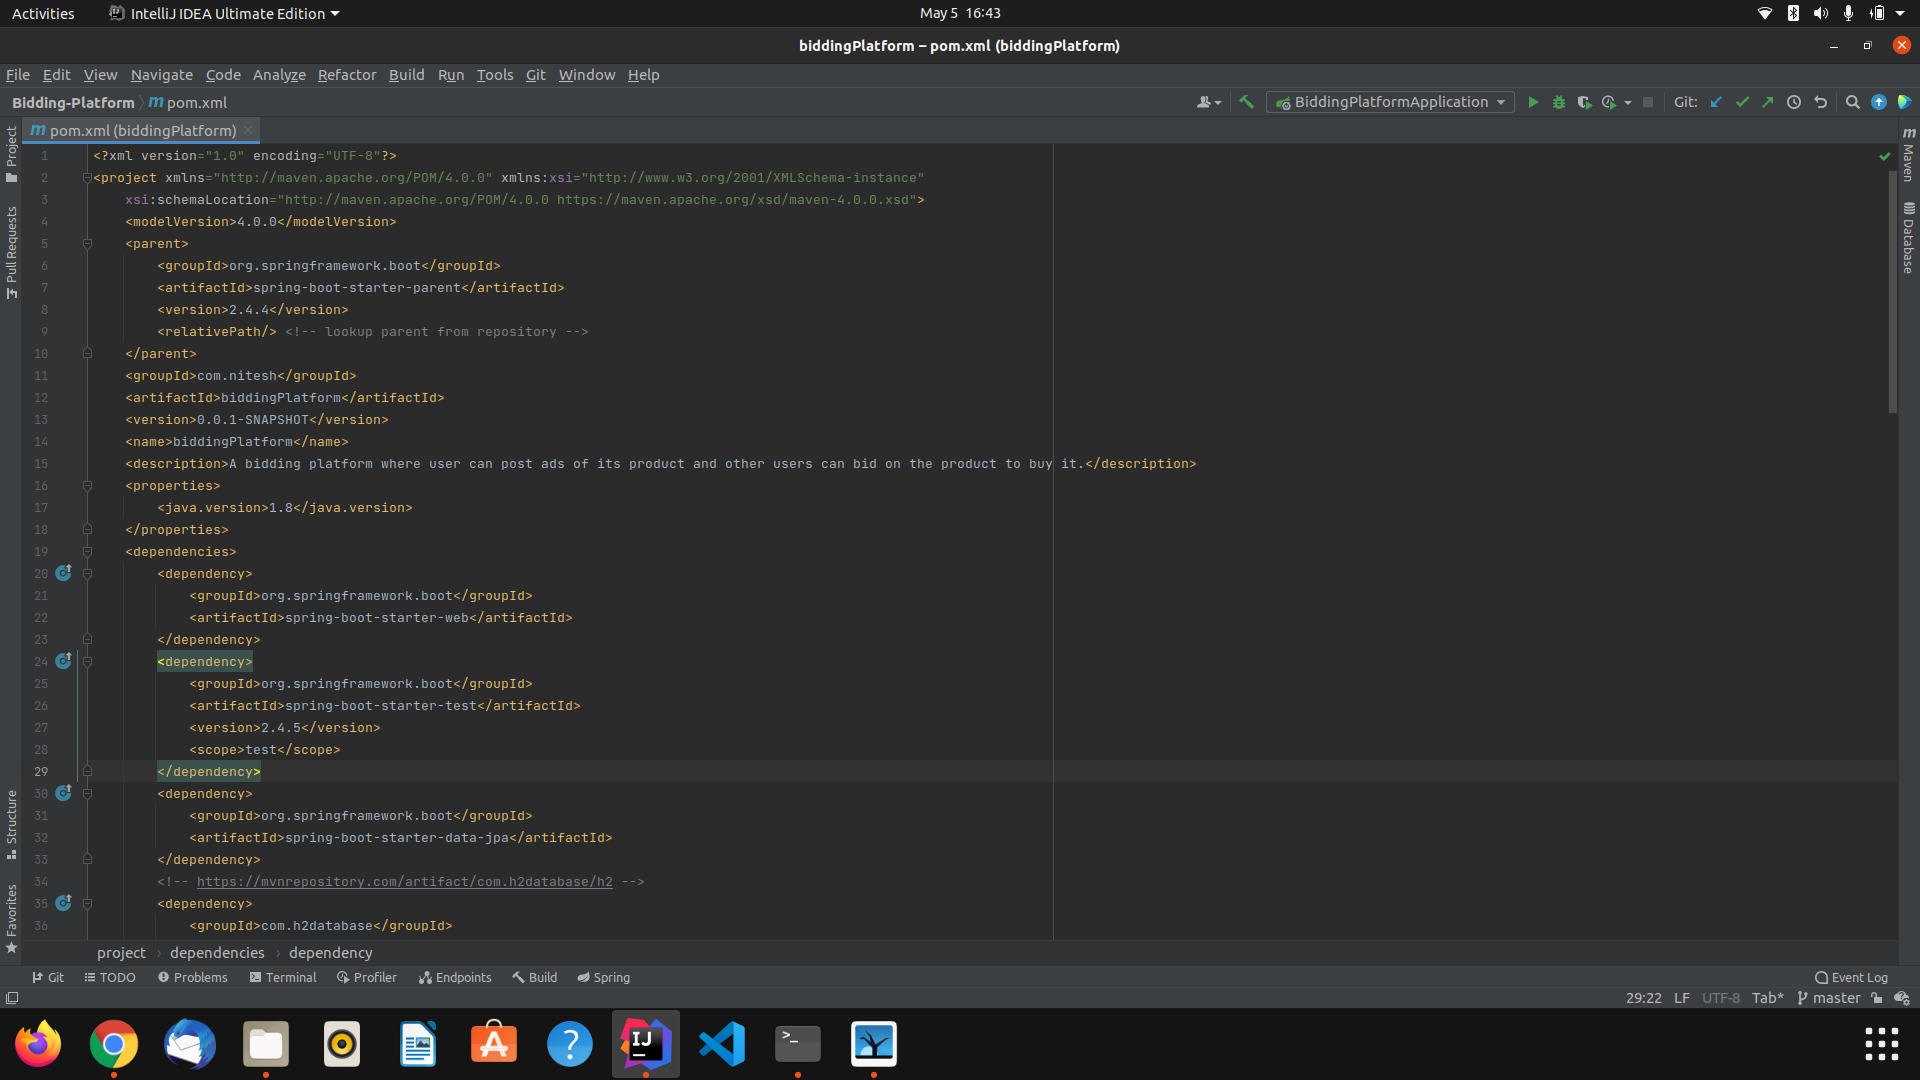 Activities IntelliJ IDEA Ultimate Edition May 5 16:43
biddingPlatform – pom.xml (biddingPlatform)
File Edit View Navigate Code Analyze Refactor Build Run Tools Git Window Help
Bidding-Platform m pom.xml BiddingPlatformApplication Git:
m pom.xml (biddingPlatform)
1 <?xml version="1.0" encoding="UTF-8"?>
2 <project xmlns="http://maven.apache.org/POM/4.0.0" xmlns:xsi="http://www.w3.org/2001/XMLSchema-instance"
3 xsi:schemaLocation="http://maven.apache.org/POM/4.0.0 https://maven.apache.org/xsd/maven-4.0.0.xsd">
4 <modelVersion>4.0.0</modelVersion>
5 <parent>
6 <groupId>org.springframework.boot</groupId>
7 <artifactId>spring-boot-starter-parent</artifactId>
8 <version>2.4.4</version>
9 <relativePath/> <!-- lookup parent from repository -->
10 </parent>
11 <groupId>com.nitesh</groupId>
12 <artifactId>biddingPlatform</artifactId>
13 <version>0.0.1-SNAPSHOT</version>
14 <name>biddingPlatform</name>
15 <description>A bidding platform where user can post ads of its product and other users can bid on the product to buy it.</description>
16 <properties>
17 <java.version>1.8</java.version>
18 </properties>
19 <dependencies>
20 <dependency>
21 <groupId>org.springframework.boot</groupId>
22 <artifactId>spring-boot-starter-web</artifactId>
23 </dependency>
24 <dependency>
25 <groupId>org.springframework.boot</groupId>
26 <artifactId>spring-boot-starter-test</artifactId>
27 <version>2.4.5</version>
28 <scope>test</scope>
29 </dependency>
30 <dependency>
31 <groupId>org.springframework.boot</groupId>
32 <artifactId>spring-boot-starter-data-jpa</artifactId>
33 </dependency>
34 <!-- https://mvnrepository.com/artifact/com.h2database/h2 -->
35 <dependency>
36 <groupId>com.h2database</groupId>
Project
Pull Requests
Structure
Favorites
m Maven
Database
project › dependencies › dependency
Git TODO Problems Terminal Profiler Endpoints Build Spring Event Log
29:22 LF UTF-8 Tab* master
IJ